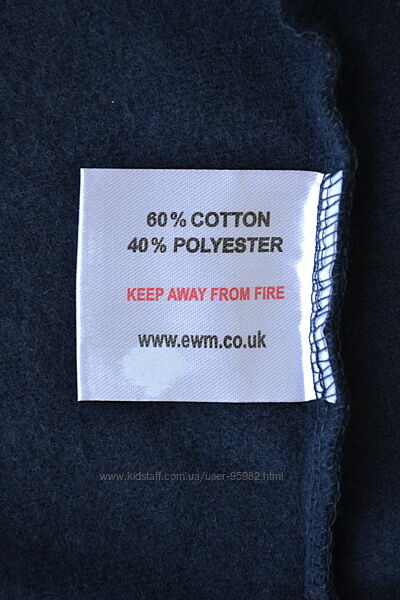 60% COTTON
40% POLYESTER
KEEP AWAY FROM FIRE
www.ewm.co.uk
www.kidstaff.com.ua/user-95982.html